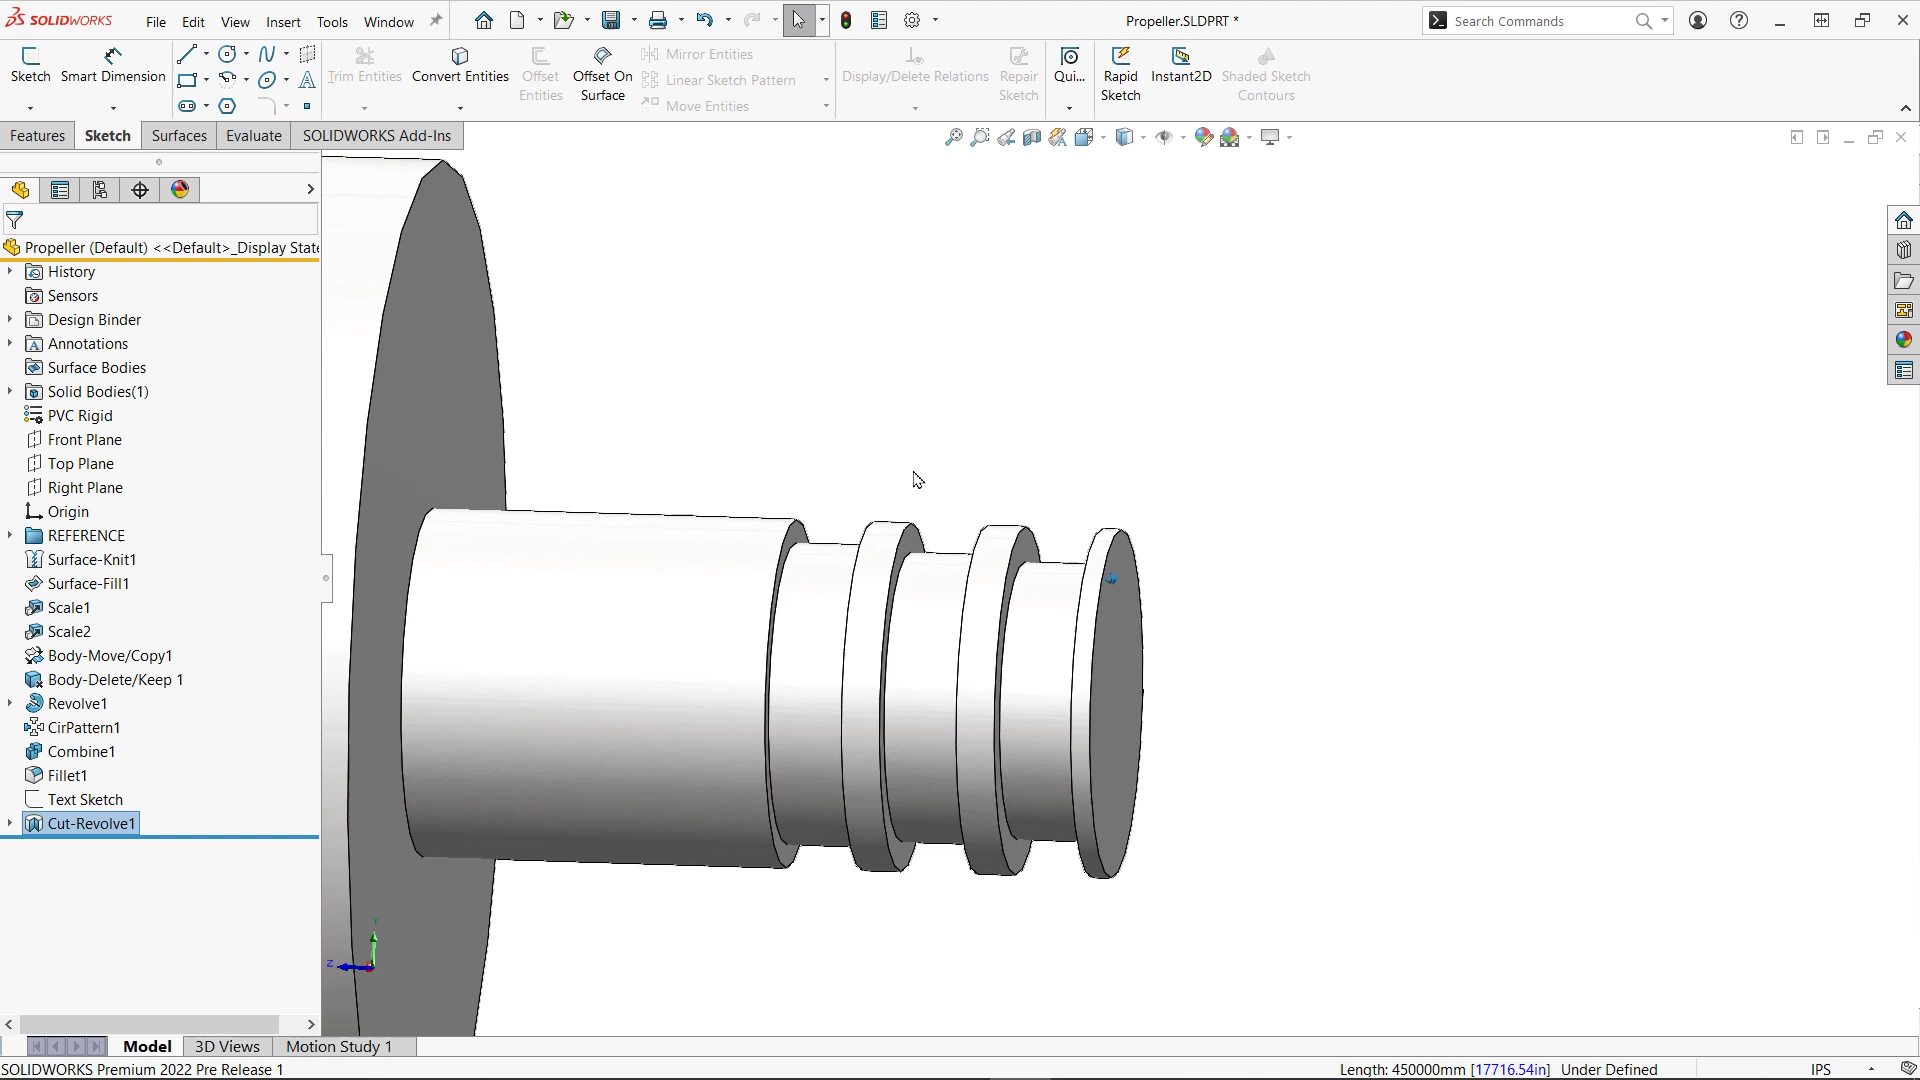 SOLIDWORKS File Edit View Insert Tools Window Propeller.SLDPRT * Search Commands
Sketch Smart Dimension Trim Entities Convert Entities Offset Entities Offset On Surface Mirror Entities Linear Sketch Pattern Move Entities Display/Delete Relations Repair Sketch Qui... Rapid Sketch Instant2D Shaded Sketch Contours
Features Sketch Surfaces Evaluate SOLIDWORKS Add-Ins
Propeller (Default) <<Default>_Display State
History
Sensors
Design Binder
Annotations
Surface Bodies
Solid Bodies(1)
PVC Rigid
Front Plane
Top Plane
Right Plane
Origin
REFERENCE
Surface-Knit1
Surface-Fill1
Scale1
Scale2
Body-Move/Copy1
Body-Delete/Keep 1
Revolve1
CirPattern1
Combine1
Fillet1
Text Sketch
Cut-Revolve1
Y
Z
Model 3D Views Motion Study 1
SOLIDWORKS Premium 2022 Pre Release 1 Length: 450000mm [17716.54in] Under Defined IPS